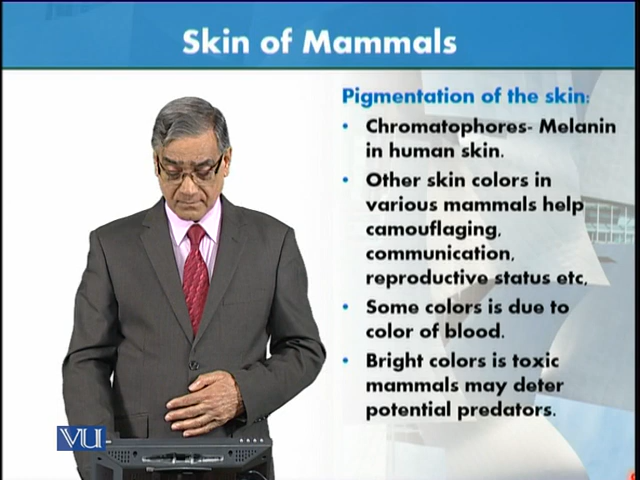 Skin of Mammals
Pigmentation of the skin:
• Chromatophores- Melanin
in human skin.
• Other skin colors in
various mammals help
camouflaging,
communication,
reproductive status etc,
• Some colors is due to
color of blood.
• Bright colors is toxic
mammals may deter
potential predators.
VU